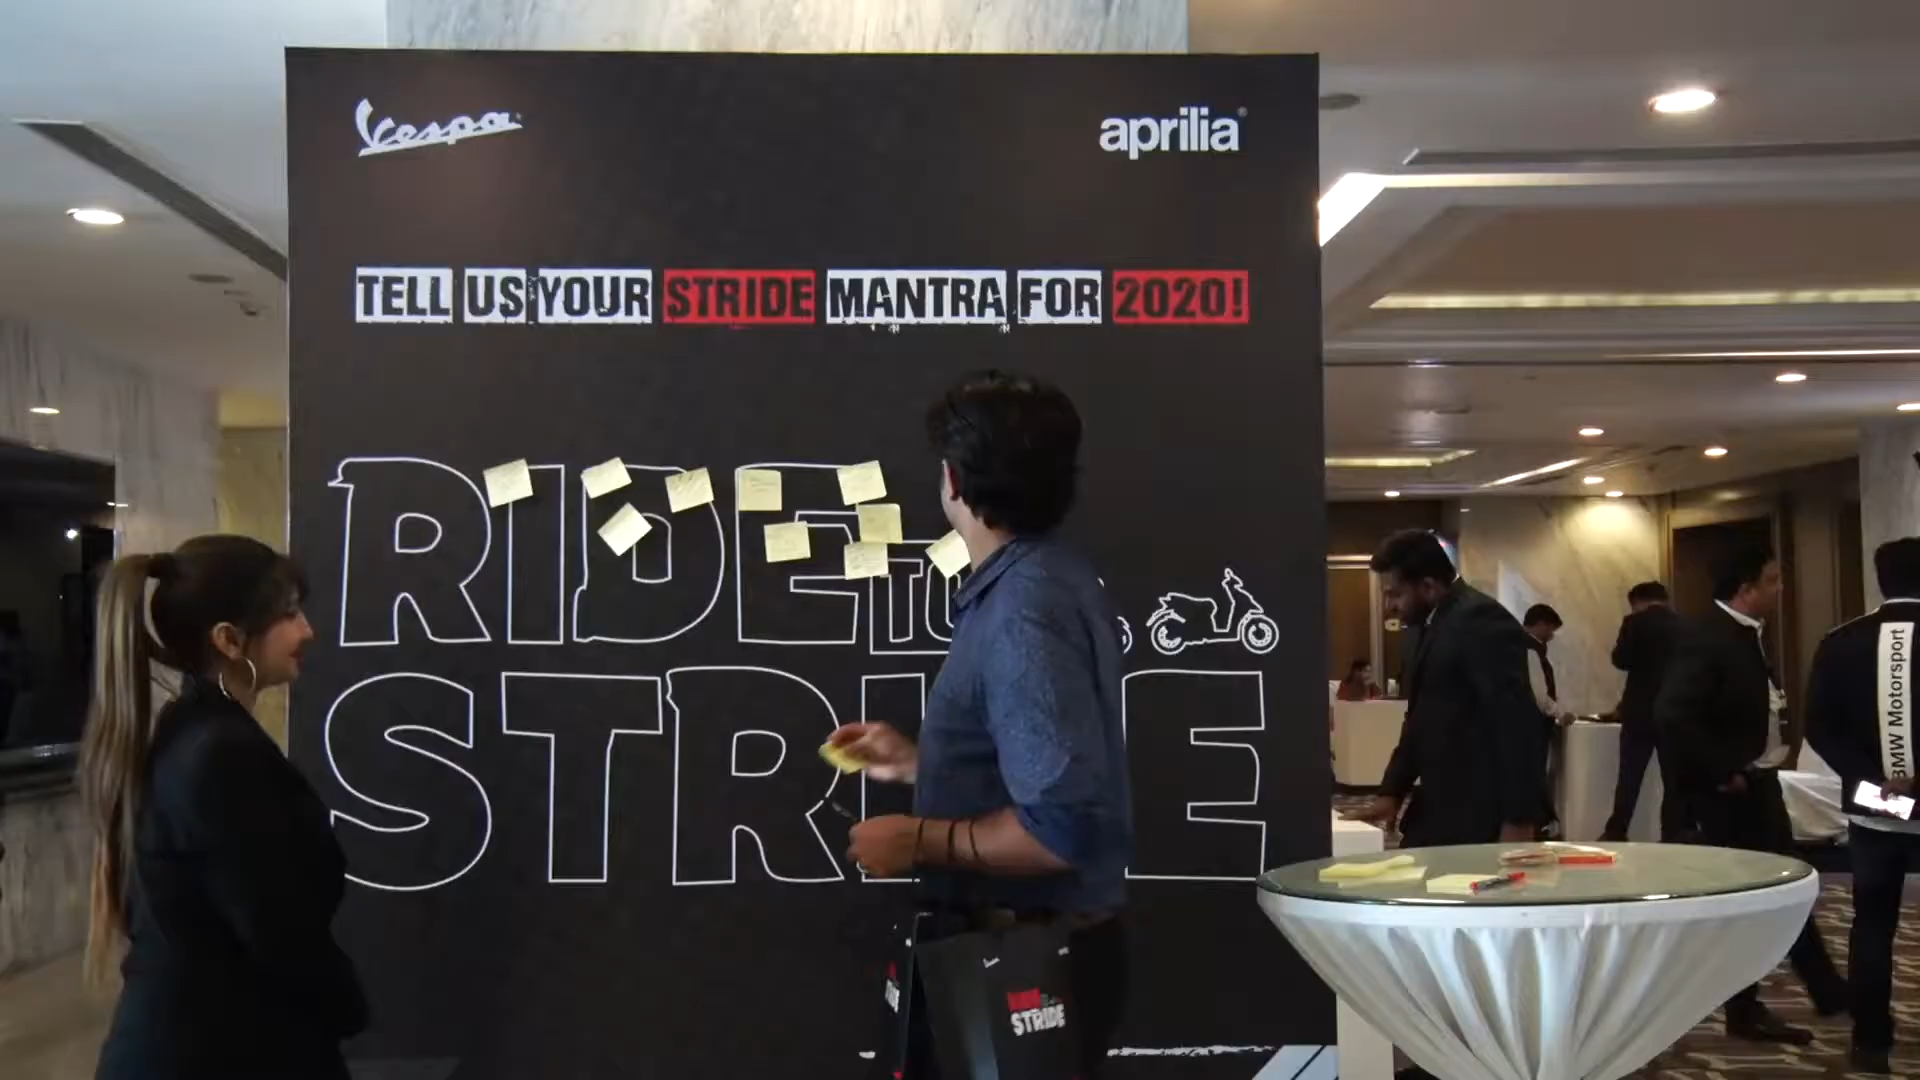 Vespa
aprilia
TELL US YOUR STRIDE MANTRA FOR 2020!
RIDE TO
STRIDE
BMW Motorsport
STRIDE